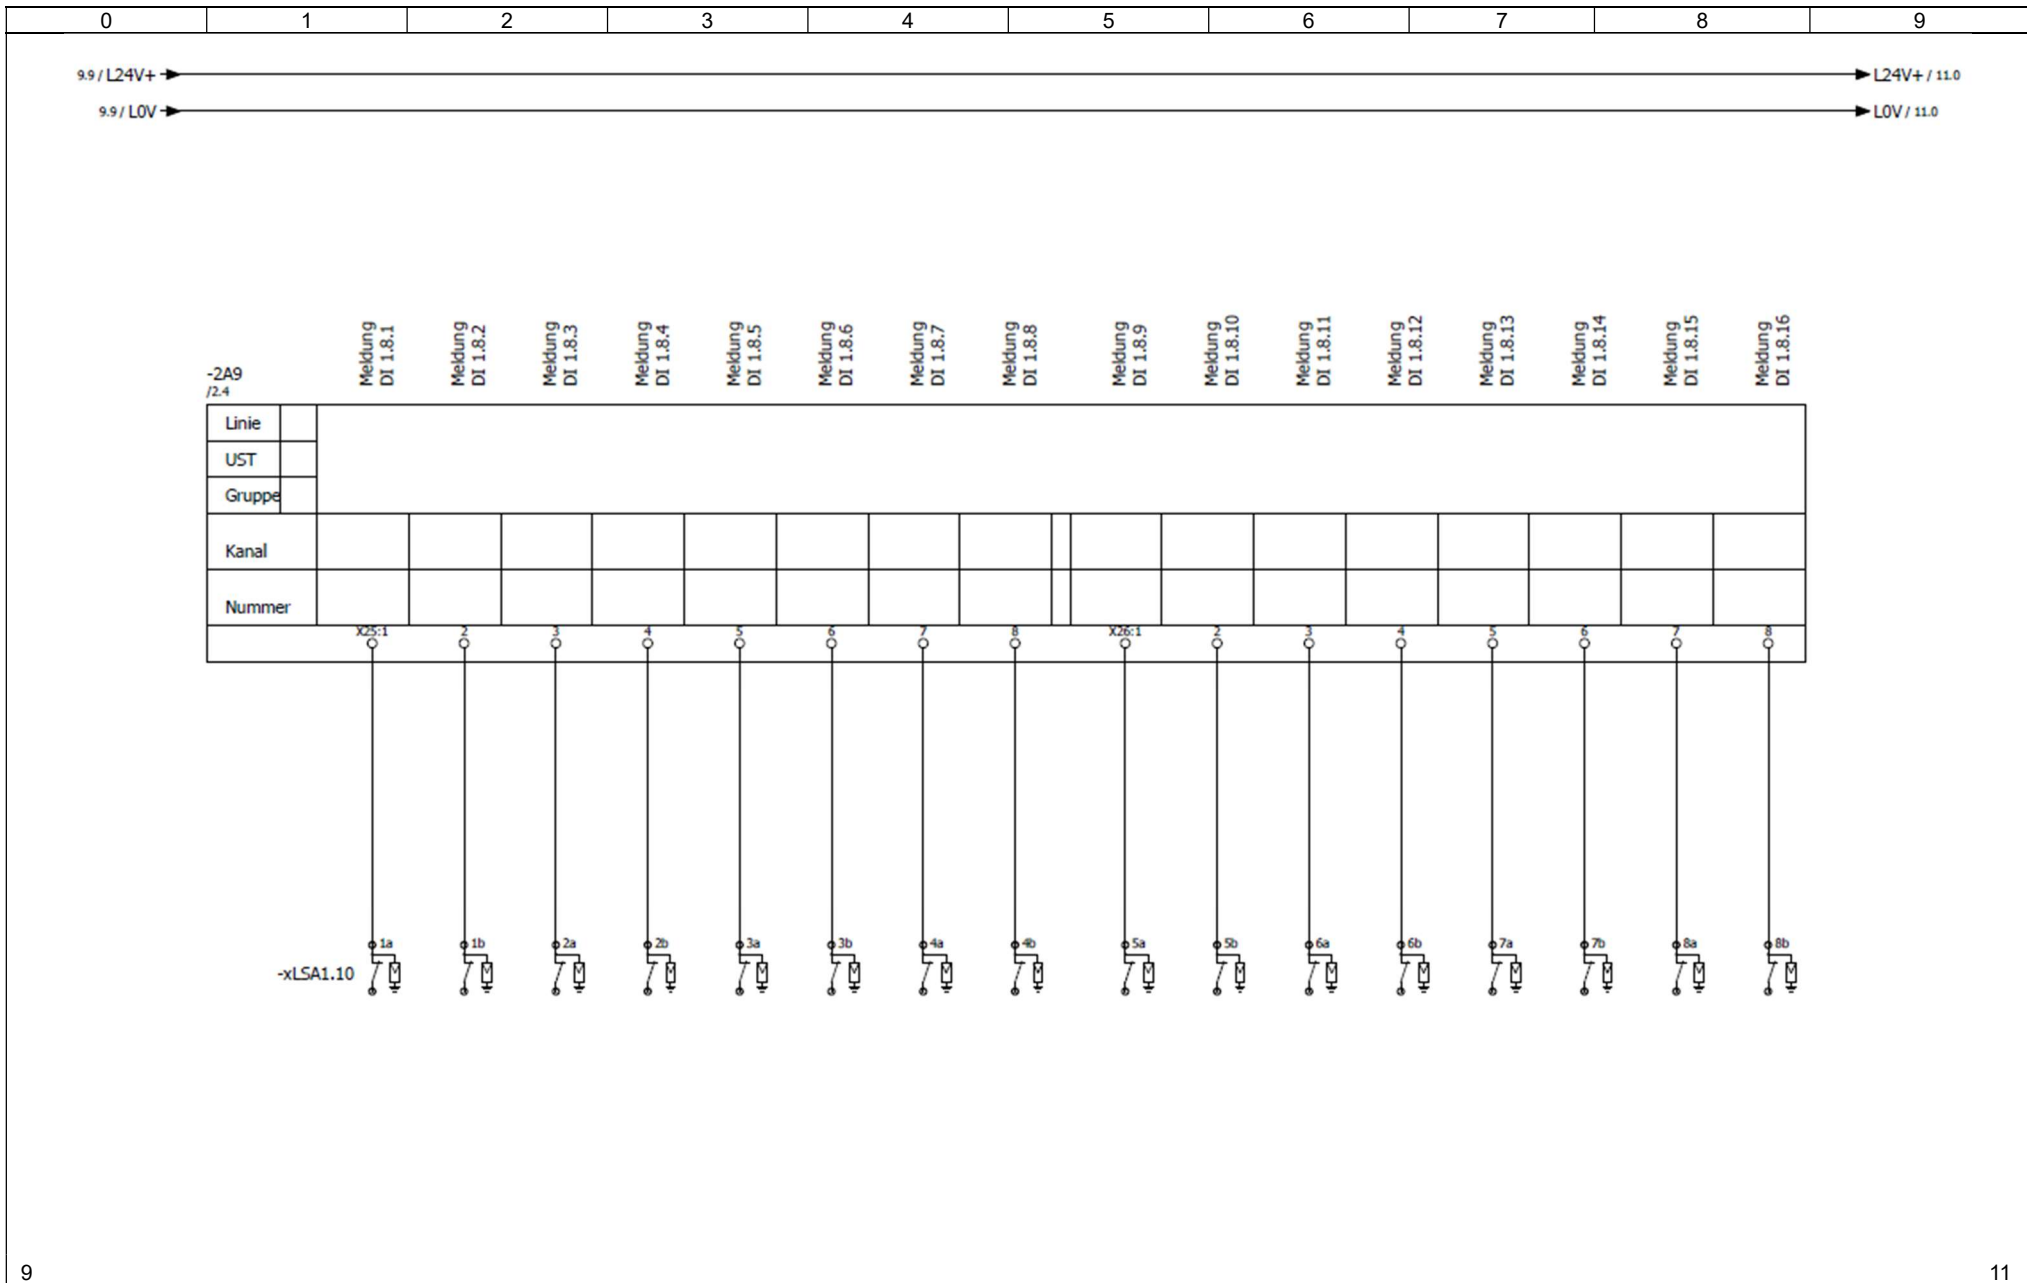 0 1 2 3 4 5 6 7 8 9
9.9 / L24V+ L24V+ / 11.0
9.9 / L0V L0V / 11.0
Meldung DI 1.8.1
Meldung DI 1.8.2
Meldung DI 1.8.3
Meldung DI 1.8.4
Meldung DI 1.8.5
Meldung DI 1.8.6
Meldung DI 1.8.7
Meldung DI 1.8.8
Meldung DI 1.8.9
Meldung DI 1.8.10
Meldung DI 1.8.11
Meldung DI 1.8.12
Meldung DI 1.8.13
Meldung DI 1.8.14
Meldung DI 1.8.15
Meldung DI 1.8.16
-2A9
/2.4
Linie
UST
Gruppe
Kanal
Nummer
X25:1 2 3 4 5 6 7 8 X26:1 2 3 4 5 6 7 8
1a 1b 2a 2b 3a 3b 4a 4b 5a 5b 6a 6b 7a 7b 8a 8b
-xLSA1.10
9 11